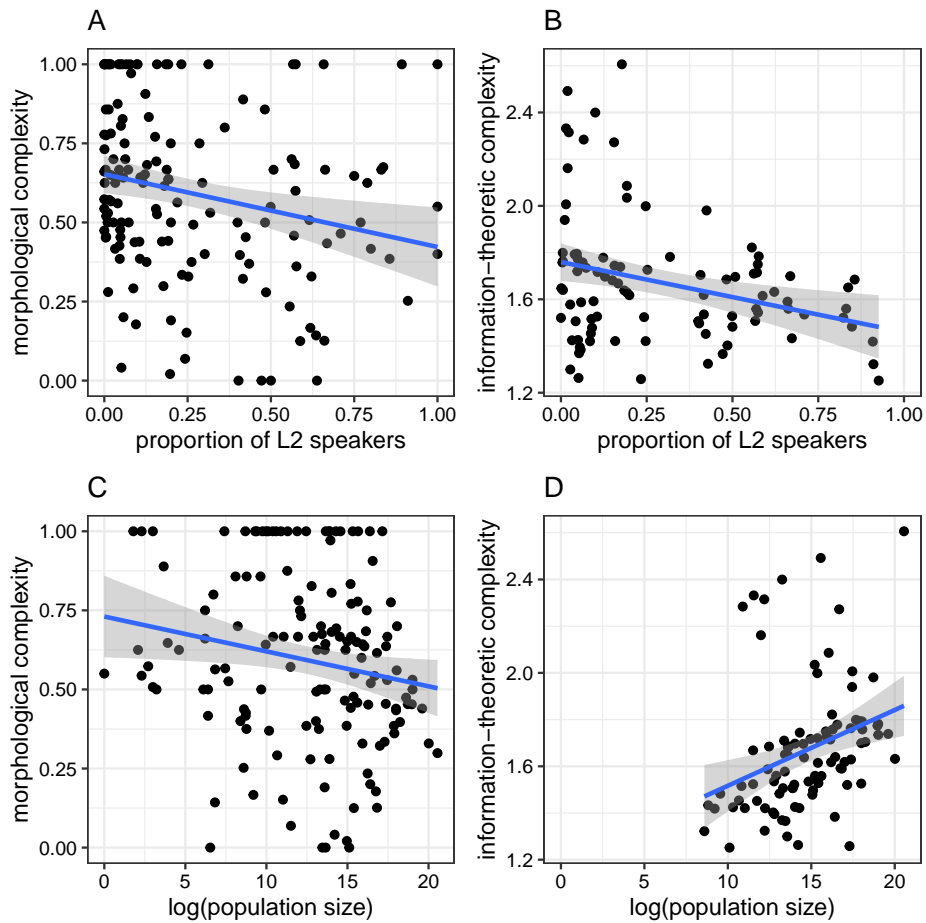 A
1.00
0.75
0.50
0.25
0.00
morphological complexity
0.00 0.25 0.50 0.75 1.00
proportion of L2 speakers
B
2.4
2.0
1.6
1.2
information−theoretic complexity
0.00 0.25 0.50 0.75 1.00
proportion of L2 speakers
C
1.00
0.75
0.50
0.25
0.00
morphological complexity
0 5 10 15 20
log(population size)
D
2.4
2.0
1.6
1.2
information−theoretic complexity
0 5 10 15 20
log(population size)